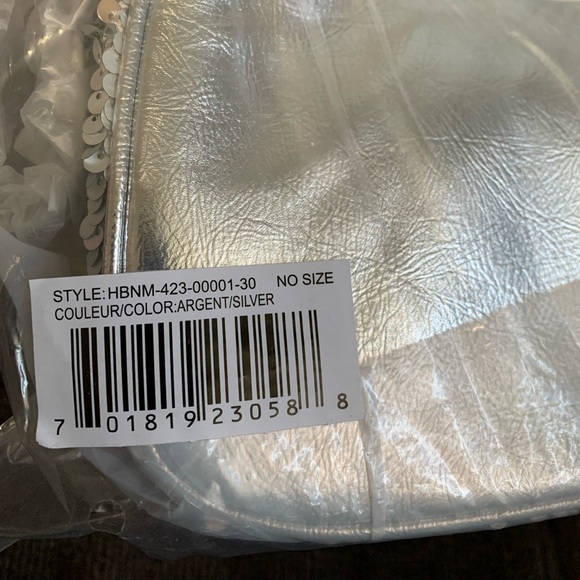 STYLE:HBNM-423-00001-30 NO SIZE
COULEUR/COLOR:ARGENT/SILVER
7 01819 23058 8